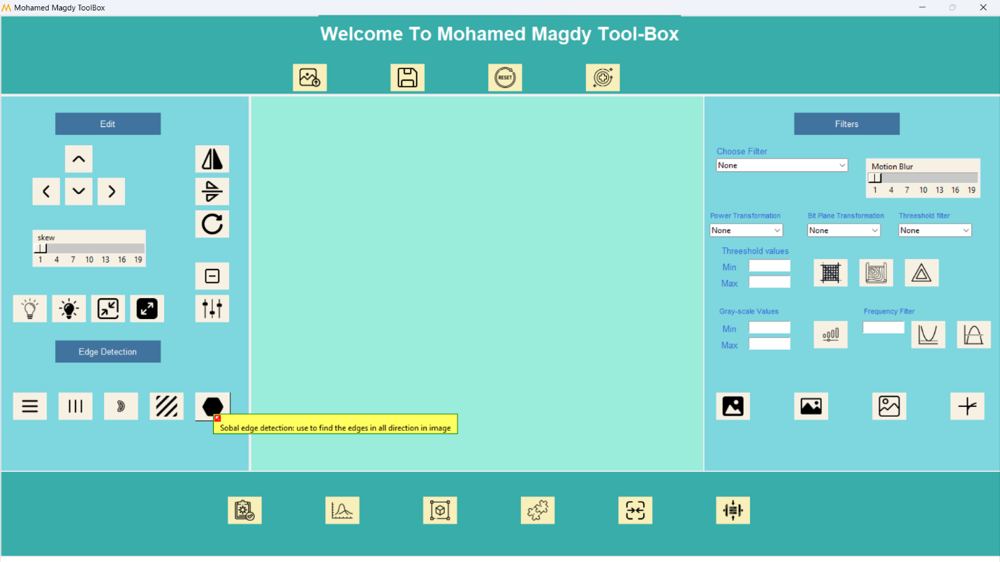 Mohamed Magdy ToolBox
Welcome To Mohamed Magdy Tool-Box
RESET
Edit
skew
1 4 7 10 13 16 19
Edge Detection
Sobal edge detection: use to find the edges in all direction in image
Filters
Choose Filter
None
Motion Blur
1 4 7 10 13 16 19
Power Transformation
Bit Plane Transformation
Threeshold filter
None
None
None
Threeshold values
Min
Max
Gray-scale Values
Min
Max
Frequency Filter